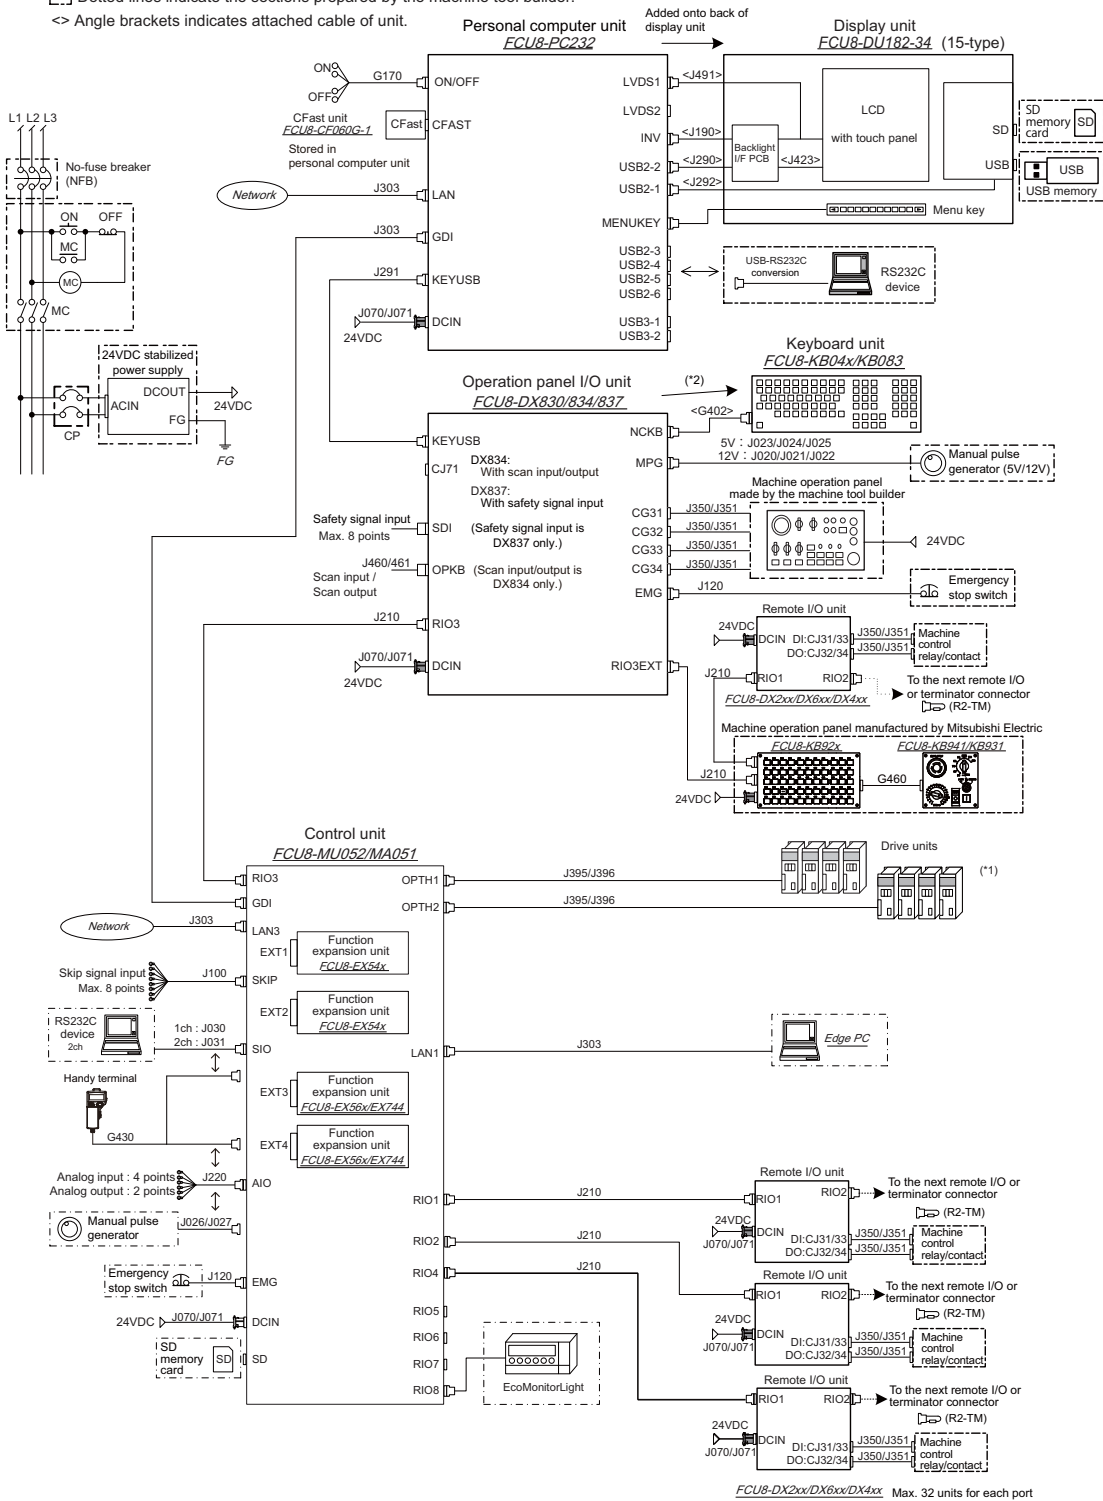 Dotted lines indicate the sections prepared by the machine tool builder.
<> Angle brackets indicates attached cable of unit.
Personal computer unit
FCU8-PC232
Added onto back of
display unit
Display unit
FCU8-DU182-34 (15-type)
ON
OFF
G170
ON/OFF
CFast unit
FCU8-CF060G-1
CFast
CFAST
Stored in
personal computer unit
Network
J303
LAN
J303
GDI
J291
KEYUSB
J070/J071
24VDC
DCIN
LVDS1
<J491>
LVDS2
INV
<J190>
USB2-2
<J290>
USB2-1
<J292>
MENUKEY
USB2-3
USB2-4
USB2-5
USB2-6
USB3-1
USB3-2
Backlight
I/F PCB
<J423>
LCD
with touch panel
SD
USB
Menu key
SD
memory
card
SD
USB
USB memory
USB-RS232C
conversion
RS232C
device
L1 L2 L3
No-fuse breaker
(NFB)
ON
OFF
MC
MC
MC
24VDC stabilized
power supply
DCOUT
24VDC
ACIN
FG
FG
CP
Operation panel I/O unit
FCU8-DX830/834/837
(*2)
Keyboard unit
FCU8-KB04x/KB083
KEYUSB
CJ71
DX834:
With scan input/output
DX837:
With safety signal input
Safety signal input
Max. 8 points
SDI
(Safety signal input is
DX837 only.)
J460/461
Scan input /
Scan output
OPKB
(Scan input/output is
DX834 only.)
J210
RIO3
J070/J071
24VDC
DCIN
NCKB
<G402>
MPG
5V : J023/J024/J025
12V : J020/J021/J022
Manual pulse
generator (5V/12V)
Machine operation panel
made by the machine tool builder
CG31
J350/J351
CG32
J350/J351
CG33
J350/J351
CG34
J350/J351
24VDC
EMG
J120
Emergency
stop switch
RIO3EXT
Remote I/O unit
24VDC
DCIN
DI:CJ31/33
J350/J351
DO:CJ32/34
J350/J351
Machine
control
relay/contact
J210
RIO1
RIO2
To the next remote I/O
or terminator connector
(R2-TM)
FCU8-DX2xx/DX6xx/DX4xx
Machine operation panel manufactured by Mitsubishi Electric
FCU8-KB92x
FCU8-KB941/KB931
J210
24VDC
G460
Control unit
FCU8-MU052/MA051
RIO3
GDI
Network
J303
LAN3
Skip signal input
Max. 8 points
J100
SKIP
RS232C
device
2ch
1ch : J030
2ch : J031
SIO
Handy terminal
G430
Analog input : 4 points
Analog output : 2 points
J220
AIO
Manual pulse
generator
J026/J027
Emergency
stop switch
J120
EMG
24VDC
J070/J071
DCIN
SD
memory
card
SD
SD
EXT1
Function
expansion unit
FCU8-EX54x
EXT2
Function
expansion unit
FCU8-EX54x
EXT3
Function
expansion unit
FCU8-EX56x/EX744
EXT4
Function
expansion unit
FCU8-EX56x/EX744
OPTH1
J395/J396
OPTH2
J395/J396
Drive units
(*1)
LAN1
J303
Edge PC
RIO1
J210
RIO2
J210
RIO4
J210
RIO5
RIO6
RIO7
RIO8
EcoMonitorLight
Remote I/O unit
RIO1
RIO2
To the next remote I/O or
terminator connector
(R2-TM)
24VDC
DCIN
J070/J071
DI:CJ31/33
J350/J351
DO:CJ32/34
J350/J351
Machine
control
relay/contact
Remote I/O unit
RIO1
RIO2
To the next remote I/O or
terminator connector
(R2-TM)
24VDC
DCIN
J070/J071
DI:CJ31/33
J350/J351
DO:CJ32/34
J350/J351
Machine
control
relay/contact
Remote I/O unit
RIO1
RIO2
To the next remote I/O or
terminator connector
(R2-TM)
24VDC
DCIN
J070/J071
DI:CJ31/33
J350/J351
DO:CJ32/34
J350/J351
Machine
control
relay/contact
FCU8-DX2xx/DX6xx/DX4xx Max. 32 units for each port